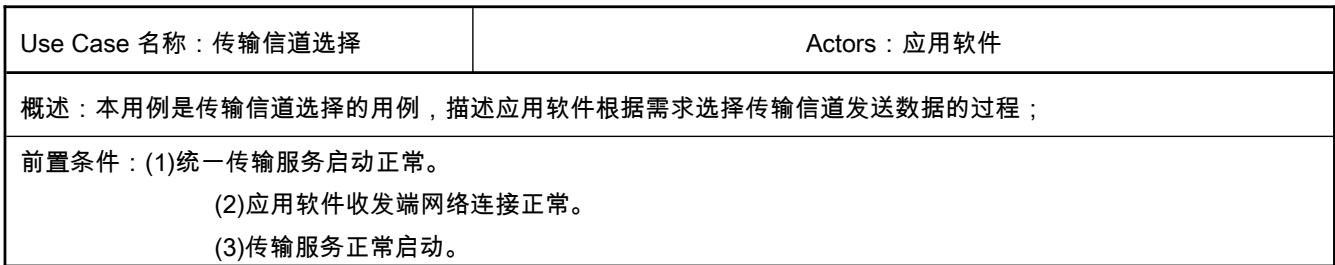 Use Case 名称：传输信道选择
Actors：应用软件
概述：本用例是传输信道选择的用例，描述应用软件根据需求选择传输信道发送数据的过程；
前置条件：(1)统一传输服务启动正常。
(2)应用软件收发端网络连接正常。
(3)传输服务正常启动。